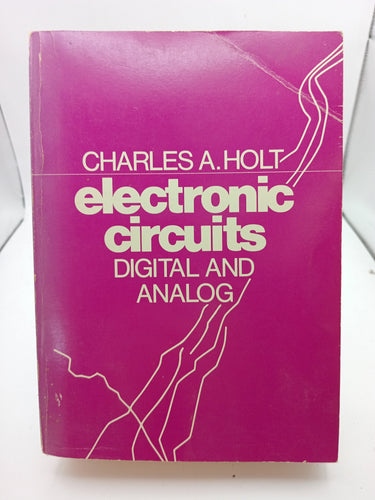 CHARLES A. HOLT
electronic
circuits
DIGITAL AND
ANALOG